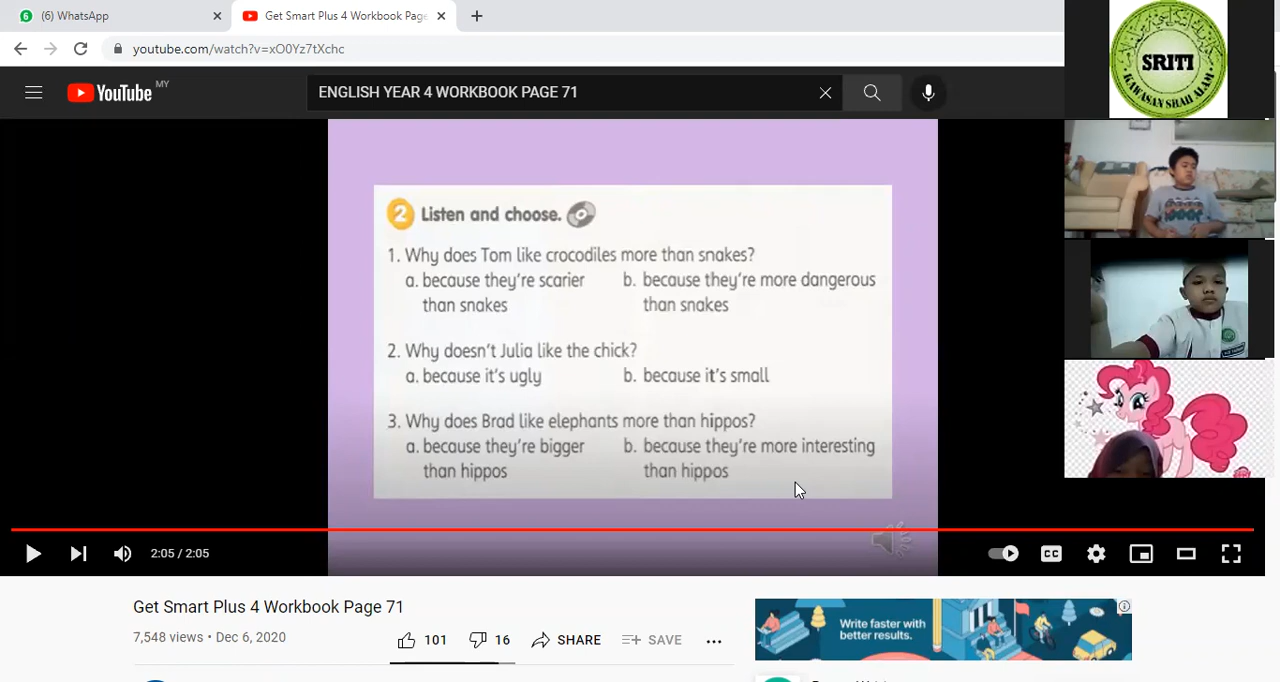 6
(6) WhatsApp
Get Smart Plus 4 Workbook Page
youtube.com/watch?v=xO0Yz7tXchc
YouTube MY
ENGLISH YEAR 4 WORKBOOK PAGE 71
SRITI
KAWASAN SHAH ALAM
2 Listen and choose.
1. Why does Tom like crocodiles more than snakes?
a. because they're scarier than snakes
b. because they're more dangerous than snakes
2. Why doesn't Julia like the chick?
a. because it's ugly
b. because it's small
3. Why does Brad like elephants more than hippos?
a. because they're bigger than hippos
b. because they're more interesting than hippos
2:05 / 2:05
CC
Get Smart Plus 4 Workbook Page 71
7,548 views • Dec 6, 2020
101
16
SHARE
SAVE
Write faster with
better results.